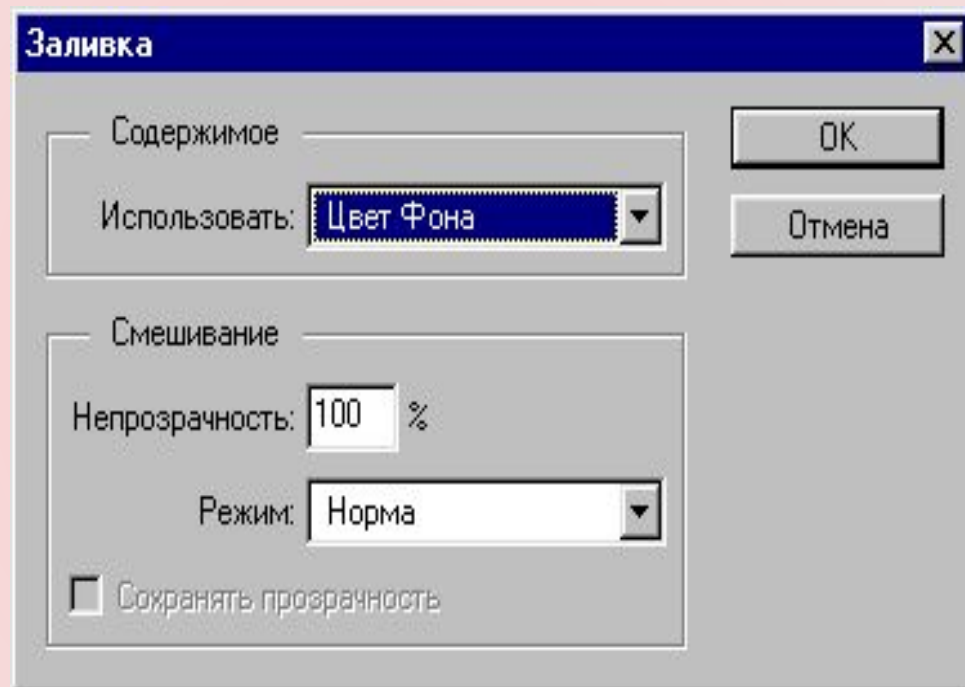 Заливка
Содержимое
OK
Использовать: Цвет Фона
Отмена
Смешивание
Непрозрачность: 100 %
Режим: Норма
Сохранять прозрачность